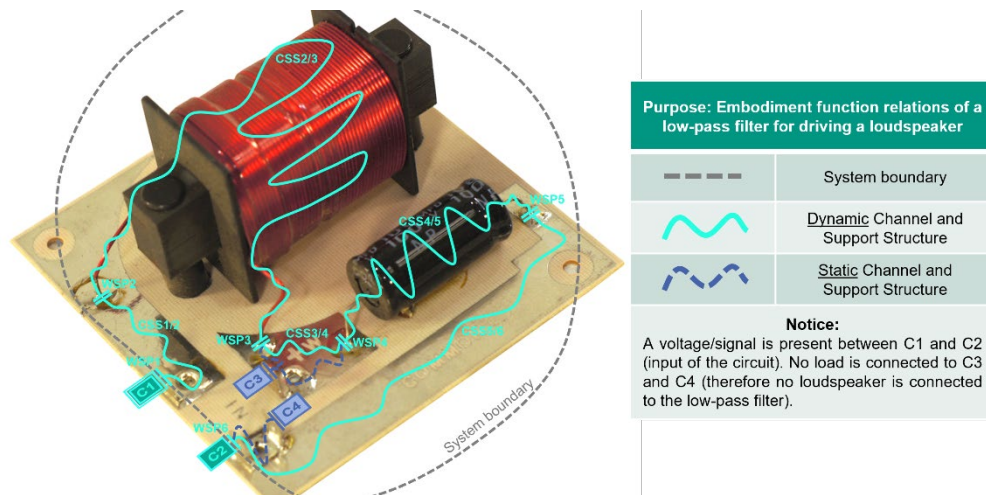 CSS2/3
WSP5
CSS4/5
WSP2
CSS1/2
CSS5/6
WSP3
CSS3/4
WSP4
WSP1
C1
C3
C4
WSP6
C2
IN
System boundary
Purpose: Embodiment function relations of a
low-pass filter for driving a loudspeaker
System boundary
Dynamic Channel and
Support Structure
Static Channel and
Support Structure
Notice:
A voltage/signal is present between C1 and C2
(input of the circuit). No load is connected to C3
and C4 (therefore no loudspeaker is connected
to the low-pass filter).